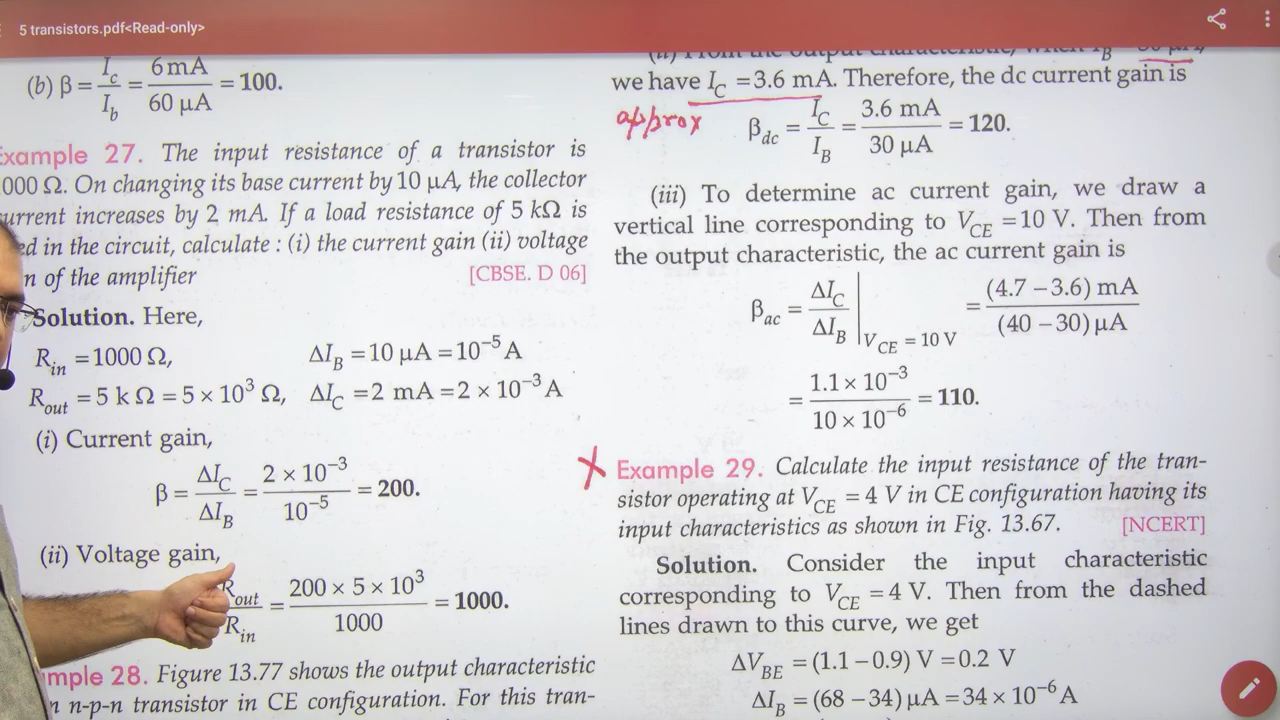 5 transistors.pdf<Read-only>
(b) β = I_c / I_b = 6 mA / 60 μA = 100.
Example 27. The input resistance of a transistor is
000 Ω. On changing its base current by 10 μA, the collector
urrent increases by 2 mA. If a load resistance of 5 kΩ is
ed in the circuit, calculate : (i) the current gain (ii) voltage
n of the amplifier [CBSE. D 06]
Solution. Here,
R_in = 1000 Ω, ΔI_B = 10 μA = 10^-5 A
R_out = 5 k Ω = 5 × 10^3 Ω, ΔI_C = 2 mA = 2 × 10^-3 A
(i) Current gain,
β = ΔI_C / ΔI_B = 2 × 10^-3 / 10^-5 = 200.
(ii) Voltage gain,
R_out / R_in = 200 × 5 × 10^3 / 1000 = 1000.
mple 28. Figure 13.77 shows the output characteristic
n n-p-n transistor in CE configuration. For this tran-
we have I_C = 3.6 mA. Therefore, the dc current gain is
approx
β_dc = I_C / I_B = 3.6 mA / 30 μA = 120.
(iii) To determine ac current gain, we draw a
vertical line corresponding to V_CE = 10 V. Then from
the output characteristic, the ac current gain is
β_ac = ΔI_C / ΔI_B |V_CE = 10 V = (4.7 – 3.6) mA / (40 – 30) μA
= 1.1 × 10^-3 / 10 × 10^-6 = 110.
X Example 29. Calculate the input resistance of the tran-
sistor operating at V_CE = 4 V in CE configuration having its
input characteristics as shown in Fig. 13.67. [NCERT]
Solution. Consider the input characteristic
corresponding to V_CE = 4 V. Then from the dashed
lines drawn to this curve, we get
ΔV_BE = (1.1 – 0.9) V = 0.2 V
ΔI_B = (68 – 34) μA = 34 × 10^-6 A